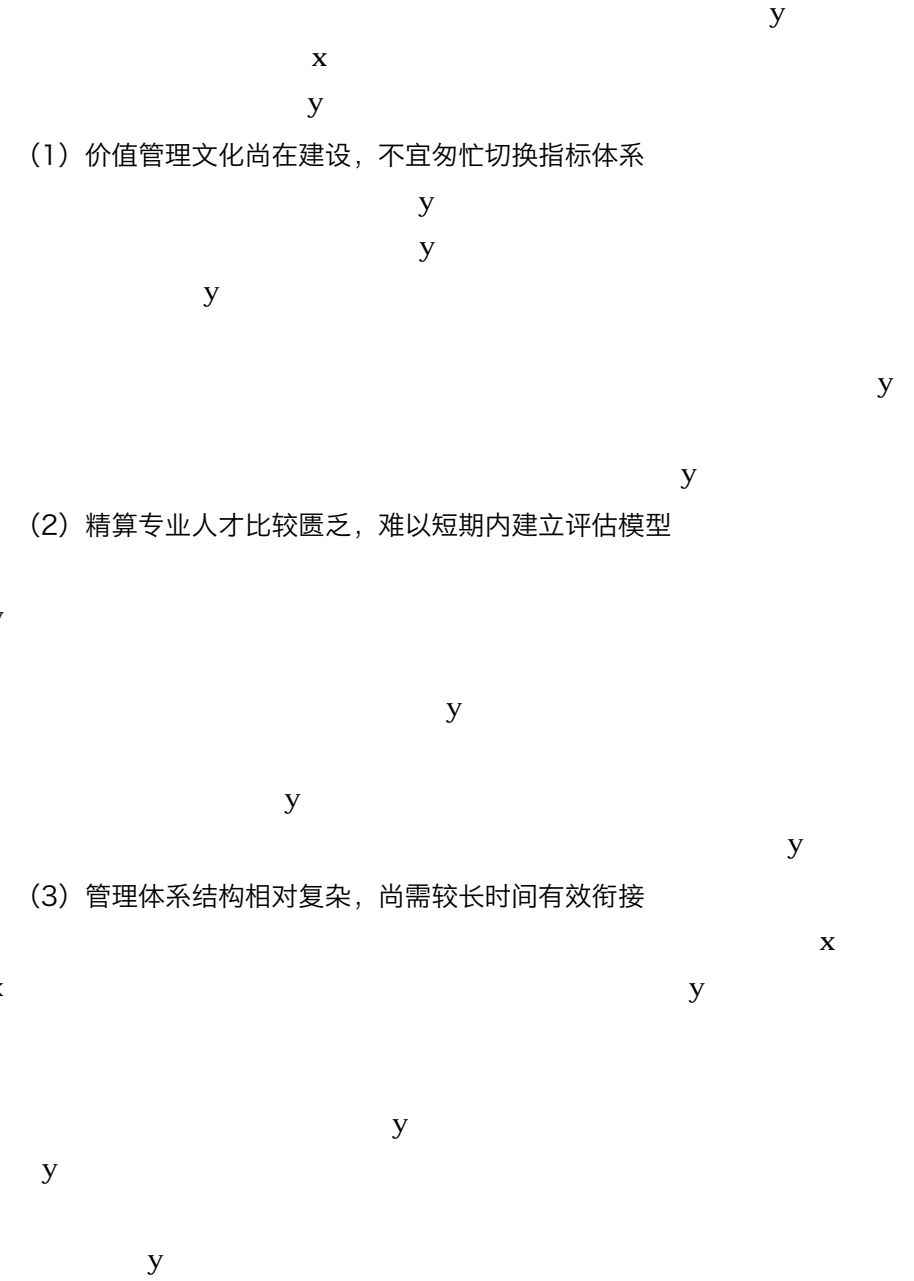 y
x
y
（1）价值管理文化尚在建设，不宜匆忙切换指标体系
y
y
y
y
y
（2）精算专业人才比较匮乏，难以短期内建立评估模型
y
y
y
（3）管理体系结构相对复杂，尚需较长时间有效衔接
x
y
y
y
y